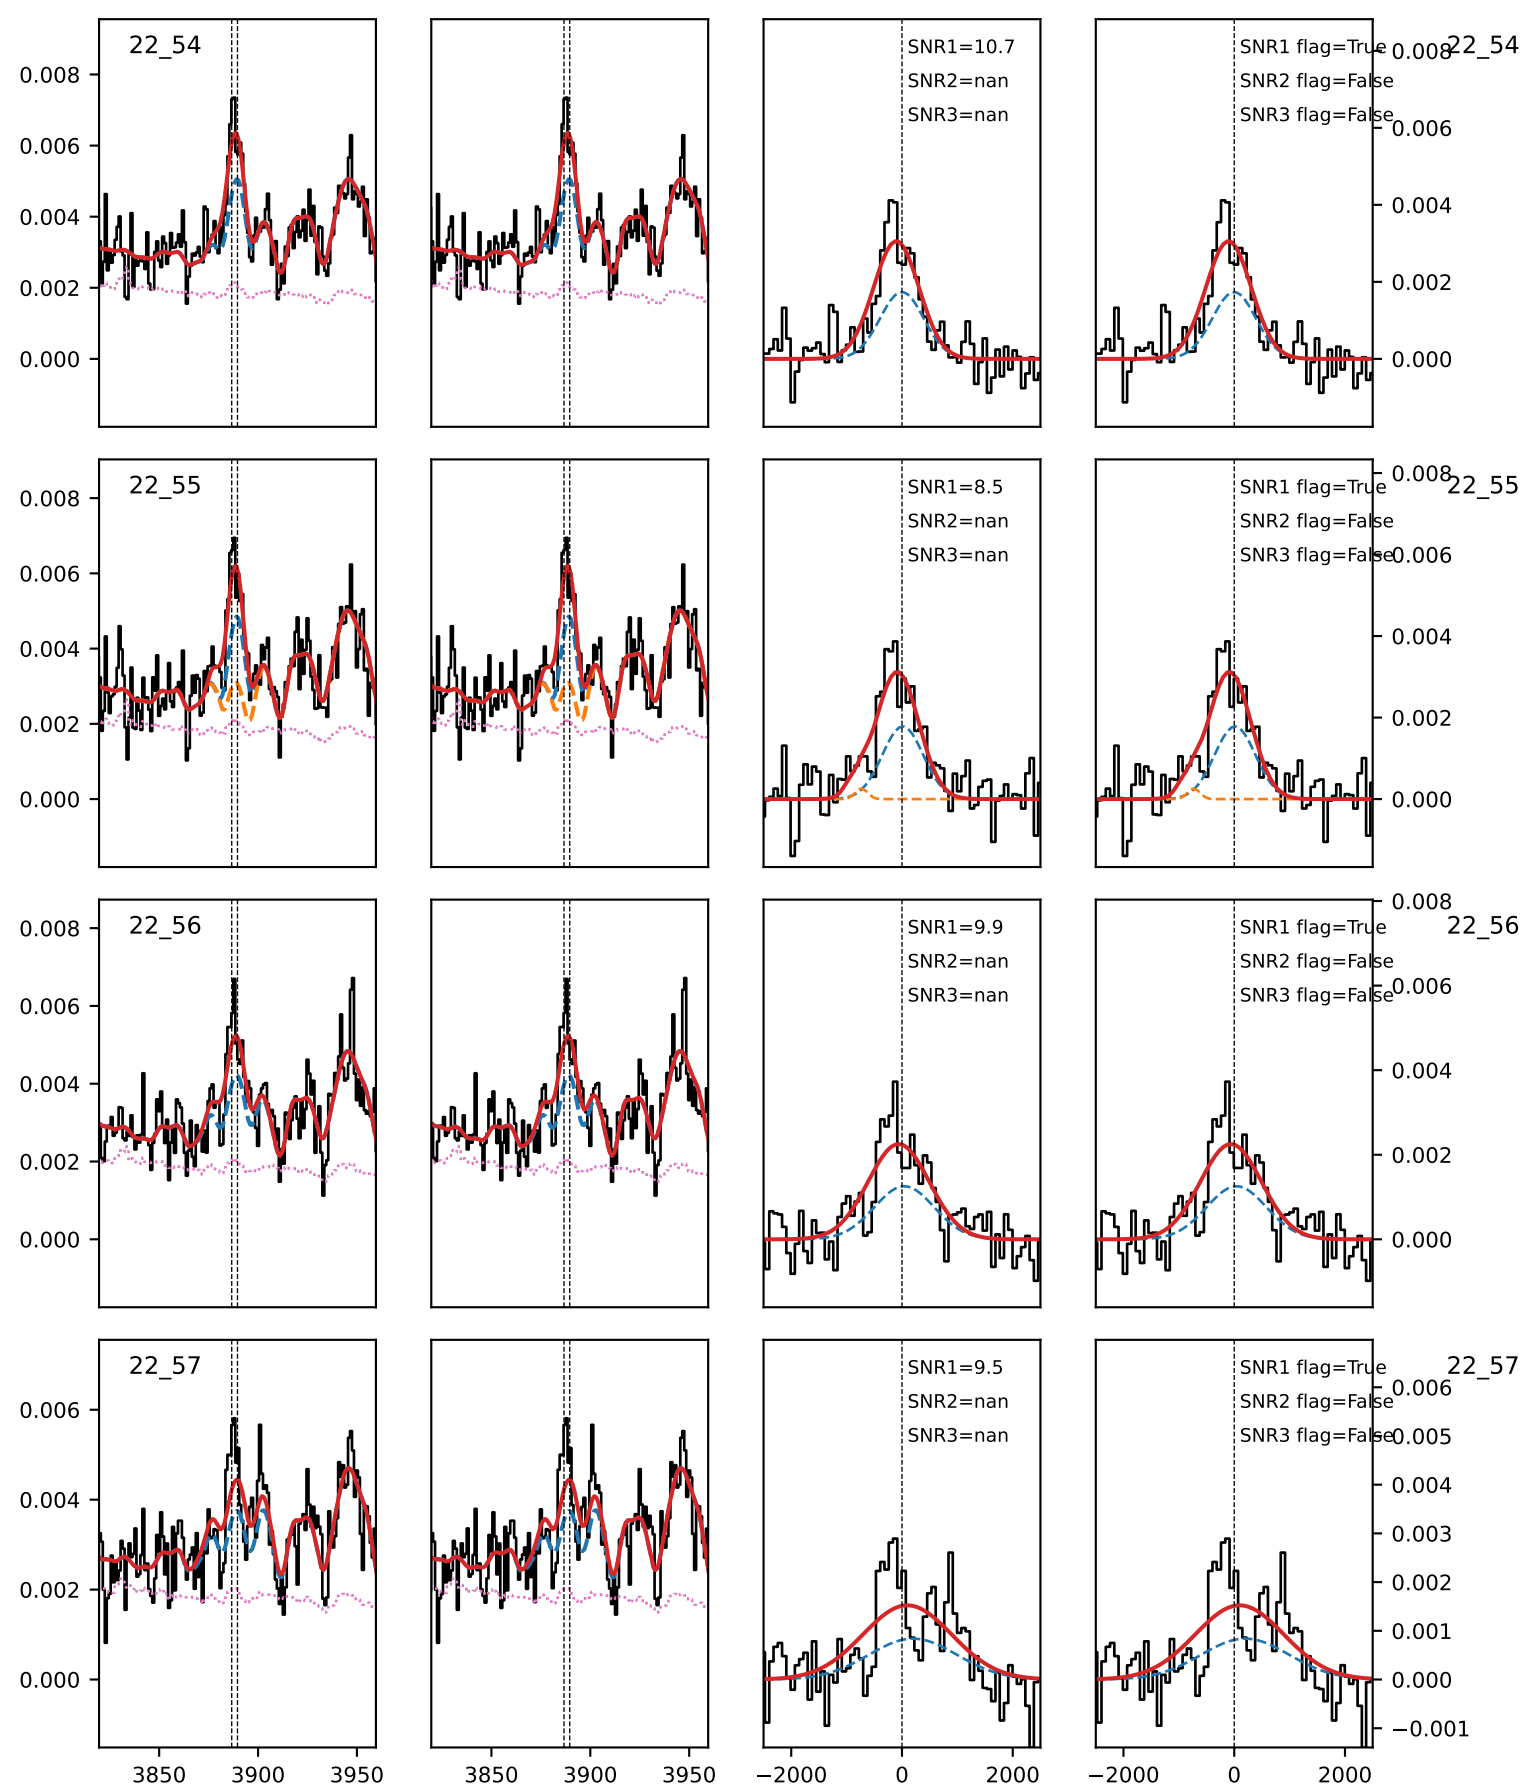 22_54
SNR1=10.7
SNR2=nan
SNR3=nan
SNR1 flag=True
SNR2 flag=False
SNR3 flag=False
22_54
0.008
0.006
0.004
0.002
0.000
0.008
0.006
0.004
0.002
0.000
22_55
SNR1=8.5
SNR2=nan
SNR3=nan
SNR1 flag=True
SNR2 flag=False
SNR3 flag=False
22_55
0.008
0.006
0.004
0.002
0.000
0.008
0.006
0.004
0.002
0.000
22_56
SNR1=9.9
SNR2=nan
SNR3=nan
SNR1 flag=True
SNR2 flag=False
SNR3 flag=False
22_56
0.008
0.006
0.004
0.002
0.000
0.008
0.006
0.004
0.002
0.000
22_57
SNR1=9.5
SNR2=nan
SNR3=nan
SNR1 flag=True
SNR2 flag=False
SNR3 flag=False
22_57
0.006
0.004
0.002
0.000
0.006
0.005
0.004
0.003
0.002
0.001
0.000
−0.001
3850 3900 3950 3850 3900 3950 −2000 0 2000 −2000 0 2000